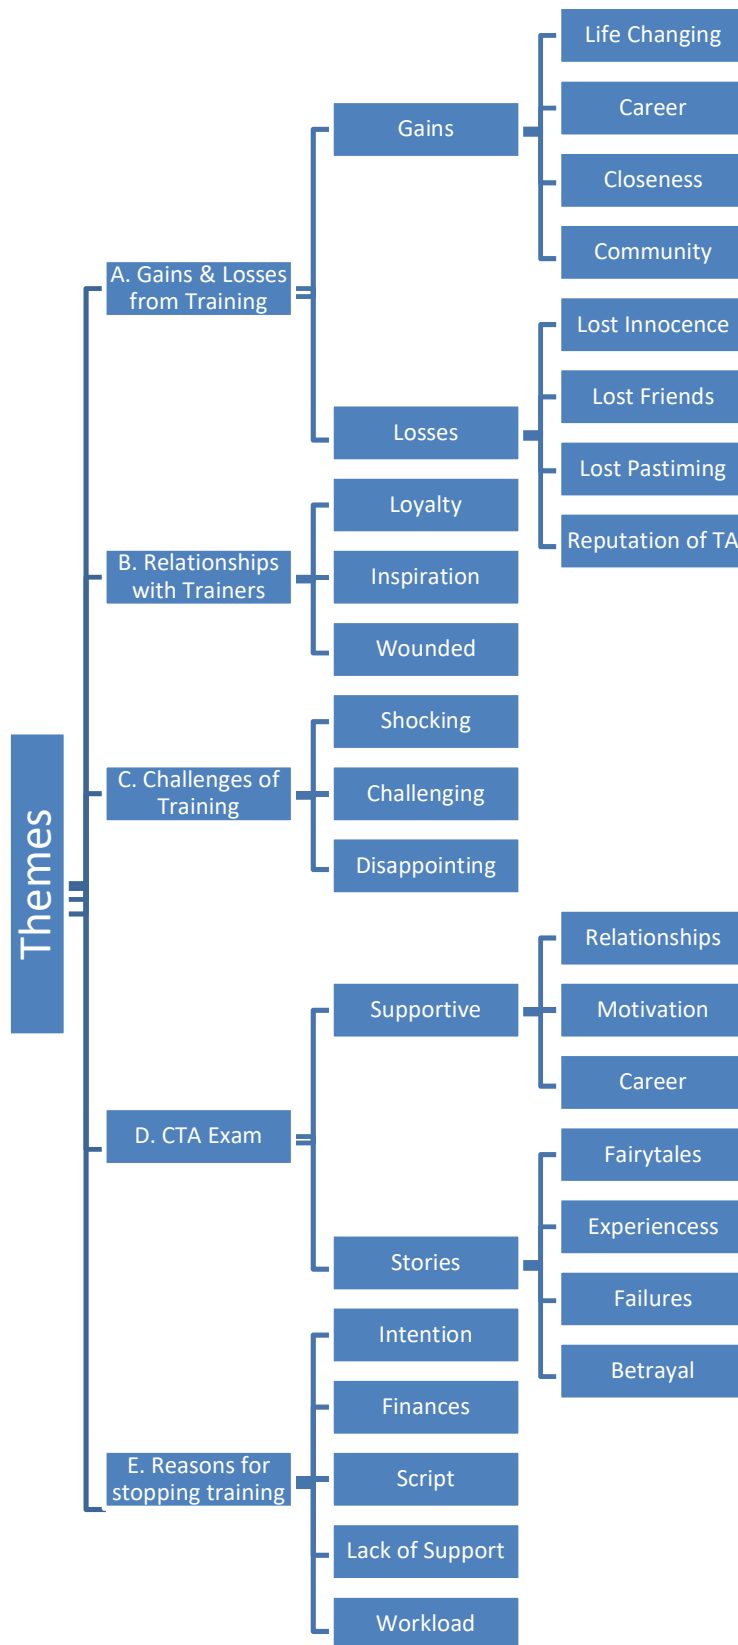 Themes
A. Gains & Losses
from Training
Gains
Life Changing
Career
Closeness
Community
Losses
Lost Innocence
Lost Friends
Lost Pastiming
Reputation of TA
B. Relationships
with Trainers
Loyalty
Inspiration
Wounded
C. Challenges of
Training
Shocking
Challenging
Disappointing
D. CTA Exam
Supportive
Relationships
Motivation
Career
Stories
Fairytales
Experiencess
Failures
Betrayal
E. Reasons for
stopping training
Intention
Finances
Script
Lack of Support
Workload